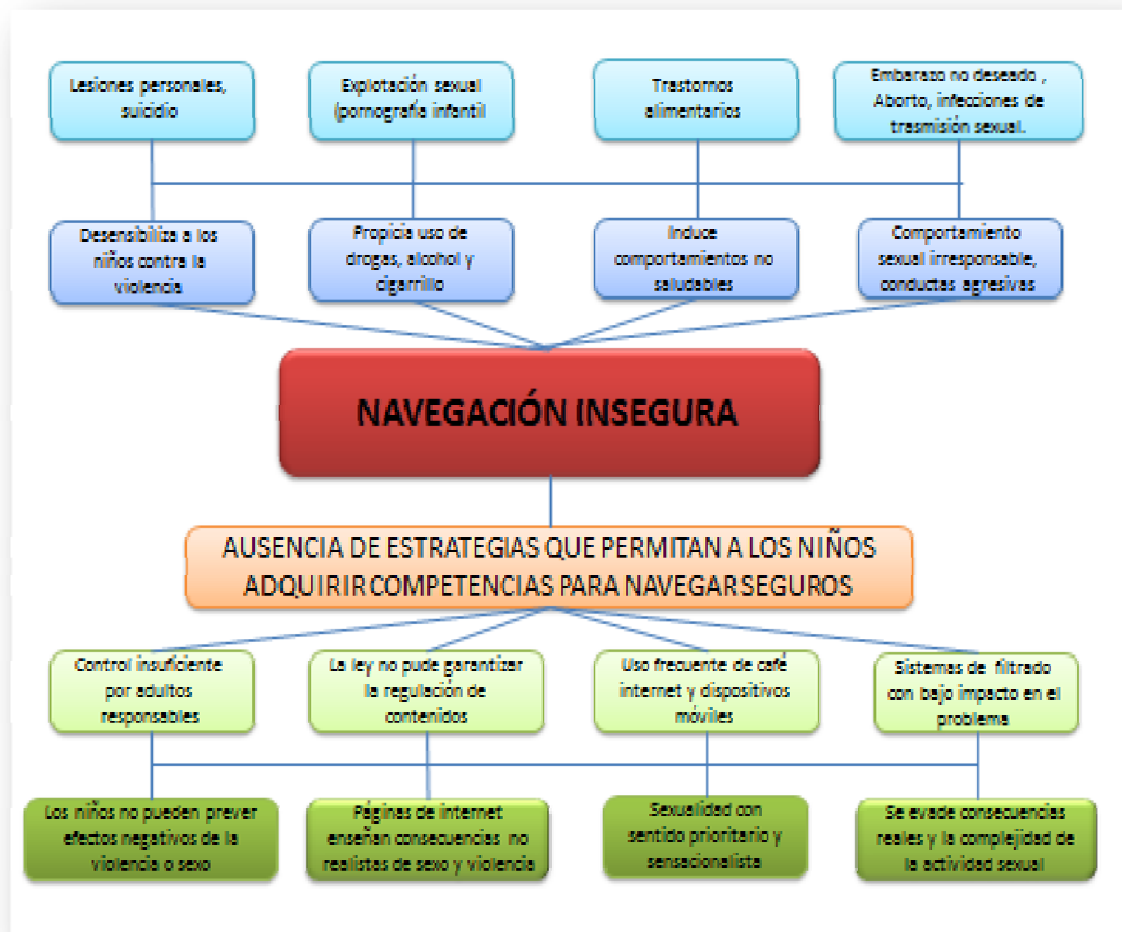 Lesiones personales,
suicidio
Explotación sexual
(pornografía infantil
Trastornos
alimentarios
Embarazo no deseado ,
Aborto, infecciones de
trasmisión sexual.
Desensibiliza a los
niños contra la
violencia
Propicia uso de
drogas, alcohol y
cigarrillo
Induce
comportamientos no
saludables
Comportamiento
sexual irresponsable,
conductas agresivas
NAVEGACIÓN INSEGURA
AUSENCIA DE ESTRATEGIAS QUE PERMITAN A LOS NIÑOS
ADQUIRIR COMPETENCIAS PARA NAVEGAR SEGUROS
Control insuficiente
por adultos
responsables
La ley no pude garantizar
la regulación de
contenidos
Uso frecuente de café
internet y dispositivos
móviles
Sistemas de filtrado
con bajo impacto en el
problema
Los niños no pueden prever
efectos negativos de la
violencia o sexo
Páginas de internet
enseñan consecuencias no
realistas de sexo y violencia
Sexualidad con
sentido prioritario y
sensacionalista
Se evade consecuencias
reales y la complejidad de
la actividad sexual